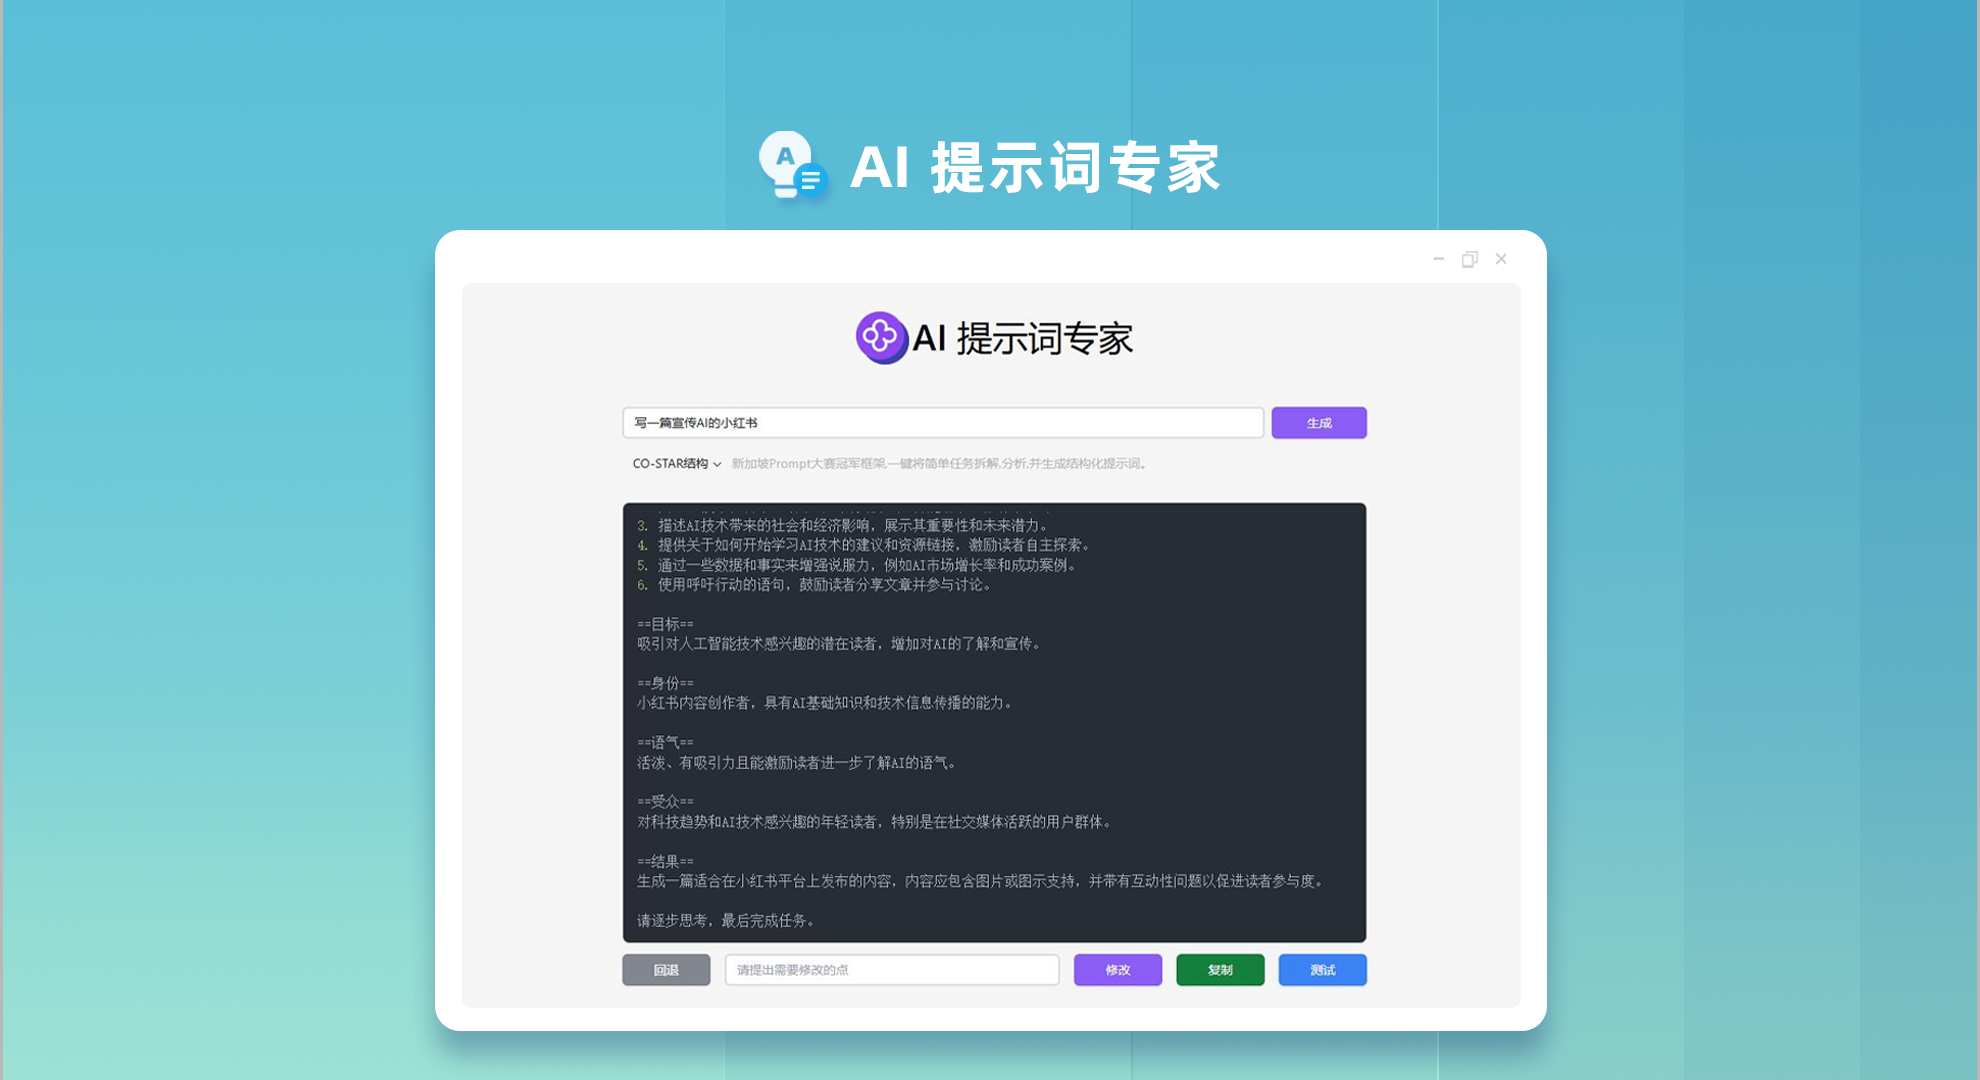 AI 提示词专家
AI 提示词专家
写一篇宣传AI的小红书
生成
CO-STAR结构
新加坡Prompt大赛冠军框架,一键将简单任务拆解,分析,并生成结构化提示词。
3. 描述AI技术带来的社会和经济影响，展示其重要性和未来潜力。
4. 提供关于如何开始学习AI技术的建议和资源链接，激励读者自主探索。
5. 通过一些数据和事实来增强说服力，例如AI市场增长率和成功案例。
6. 使用呼吁行动的语句，鼓励读者分享文章并参与讨论。
==目标==
吸引对人工智能技术感兴趣的潜在读者，增加对AI的了解和宣传。
==身份==
小红书内容创作者，具有AI基础知识和技术信息传播的能力。
==语气==
活泼、有吸引力且能激励读者进一步了解AI的语气。
==受众==
对科技趋势和AI技术感兴趣的年轻读者，特别是在社交媒体活跃的用户群体。
==结果==
生成一篇适合在小红书平台上发布的内容，内容应包含图片或图示支持，并带有互动性问题以促进读者参与度。
请逐步思考，最后完成任务。
回退
请提出需要修改的点
修改
复制
测试